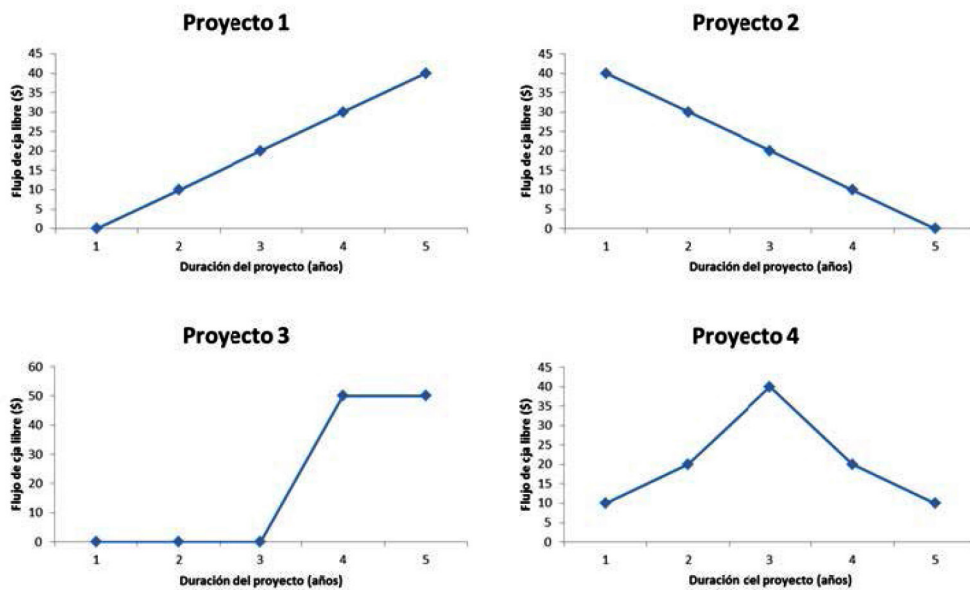 Proyecto 1
Flujo de cja libre ($)
45
40
35
30
25
20
15
10
5
0
1 2 3 4 5
Duración del proyecto (años)
Proyecto 2
Flujo de cja libre ($)
45
40
35
30
25
20
15
10
5
0
1 2 3 4 5
Duración del proyecto (años)
Proyecto 3
Flujo de cja libre ($)
60
50
40
30
20
10
0
1 2 3 4 5
Duración del proyecto (años)
Proyecto 4
Flujo de cja libre ($)
45
40
35
30
25
20
15
10
5
0
1 2 3 4 5
Duración del proyecto (años)